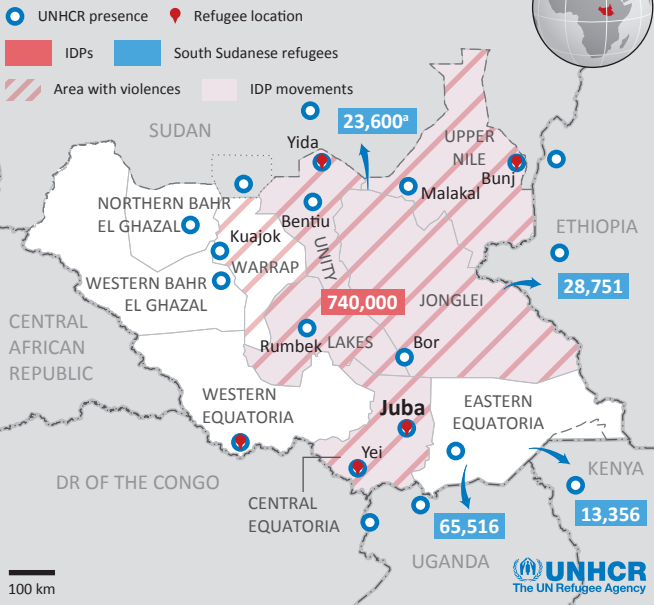 UNHCR presence
Refugee location
IDPs
South Sudanese refugees
Area with violences
IDP movements
SUDAN
23,600ª
Yida
UPPER
NILE
Bunj
Malakal
NORTHERN BAHR
EL GHAZAL
Bentiu
ETHIOPIA
Kuajok
UNITY
WARRAP
WESTERN BAHR
EL GHAZAL
28,751
740,000
JONGLEI
CENTRAL
AFRICAN
REPUBLIC
Rumbek
LAKES
Bor
WESTERN
EQUATORIA
Juba
EASTERN
EQUATORIA
Yei
DR OF THE CONGO
KENYA
CENTRAL
EQUATORIA
65,516
13,356
UGANDA
UNHCR
The UN Refugee Agency
100 km